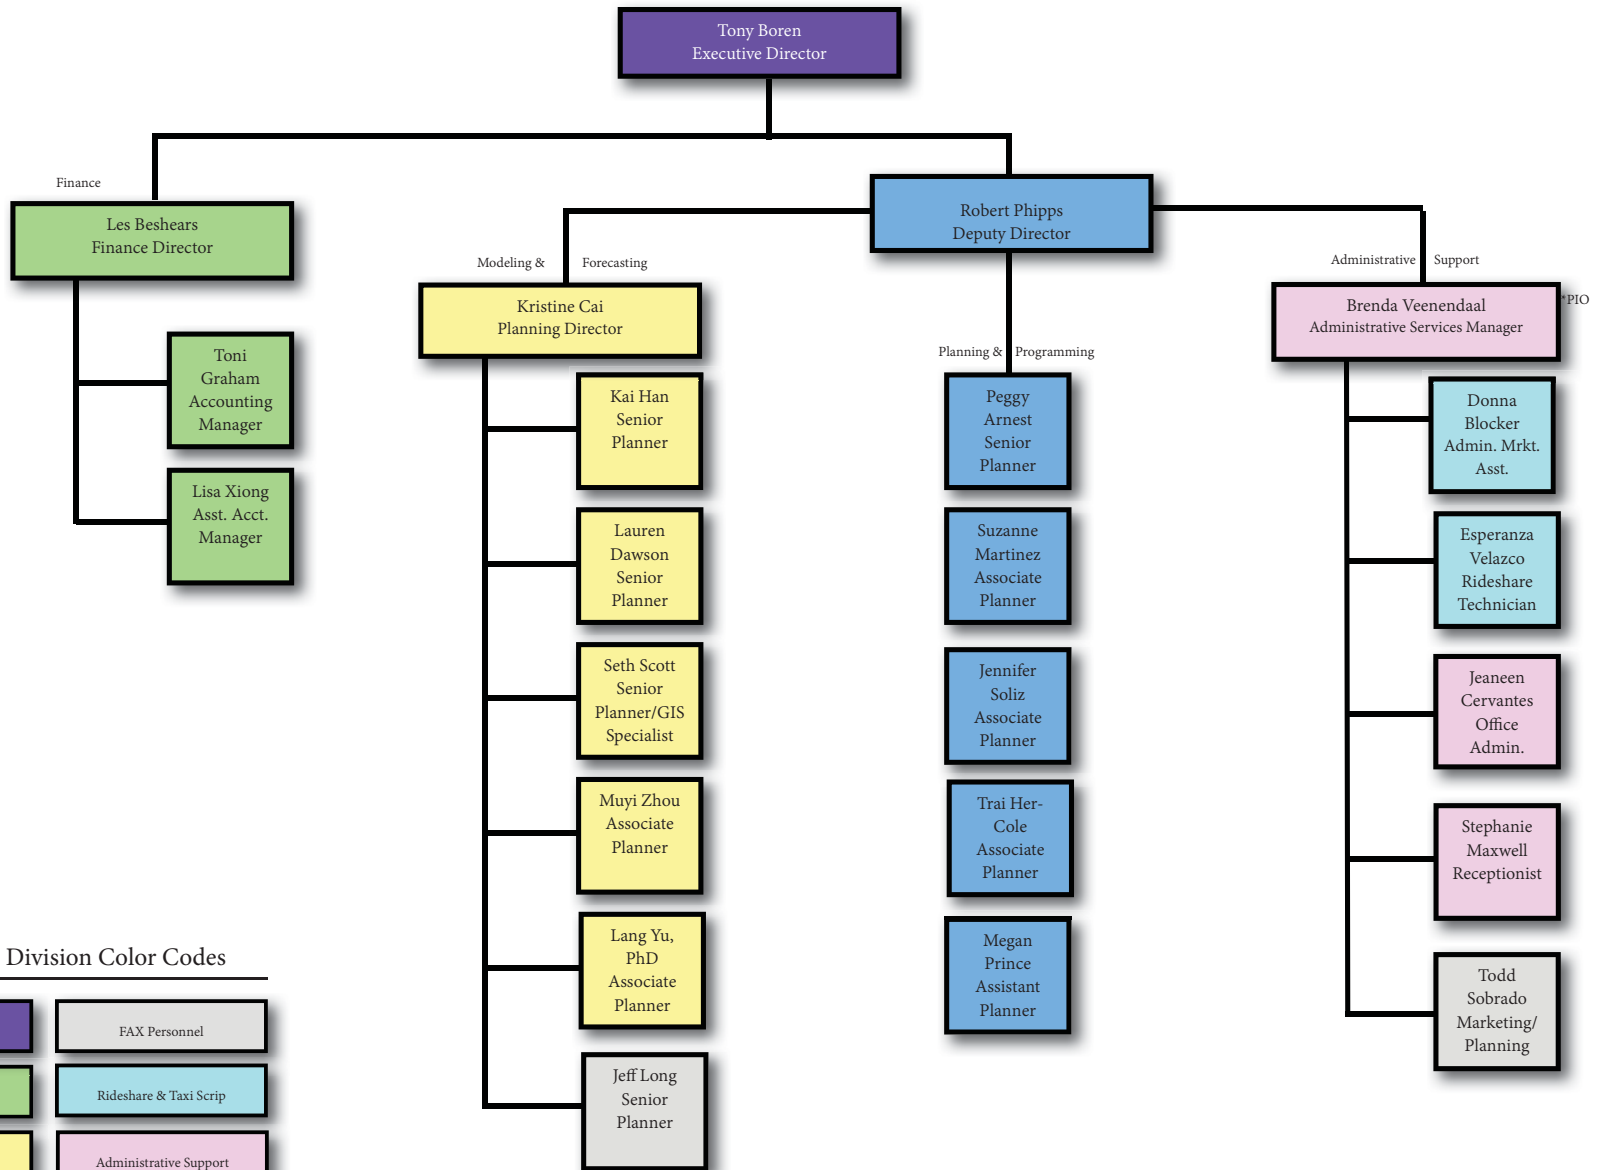 Tony Boren
Executive Director
Finance
Les Beshears
Finance Director
Toni
Graham
Accounting
Manager
Lisa Xiong
Asst. Acct.
Manager
Robert Phipps
Deputy Director
Modeling & Forecasting
Kristine Cai
Planning Director
Kai Han
Senior
Planner
Lauren
Dawson
Senior
Planner
Seth Scott
Senior
Planner/GIS
Specialist
Muyi Zhou
Associate
Planner
Lang Yu,
PhD
Associate
Planner
Jeff Long
Senior
Planner
Planning & Programming
Peggy
Arnest
Senior
Planner
Suzanne
Martinez
Associate
Planner
Jennifer
Soliz
Associate
Planner
Trai Her-
Cole
Associate
Planner
Megan
Prince
Assistant
Planner
Administrative Support
Brenda Veenendaal
Administrative Services Manager
*PIO
Donna
Blocker
Admin. Mrkt.
Asst.
Esperanza
Velazco
Rideshare
Technician
Jeaneen
Cervantes
Office
Admin.
Stephanie
Maxwell
Receptionist
Todd
Sobrado
Marketing/
Planning
Division Color Codes
FAX Personnel
Rideshare & Taxi Scrip
Administrative Support